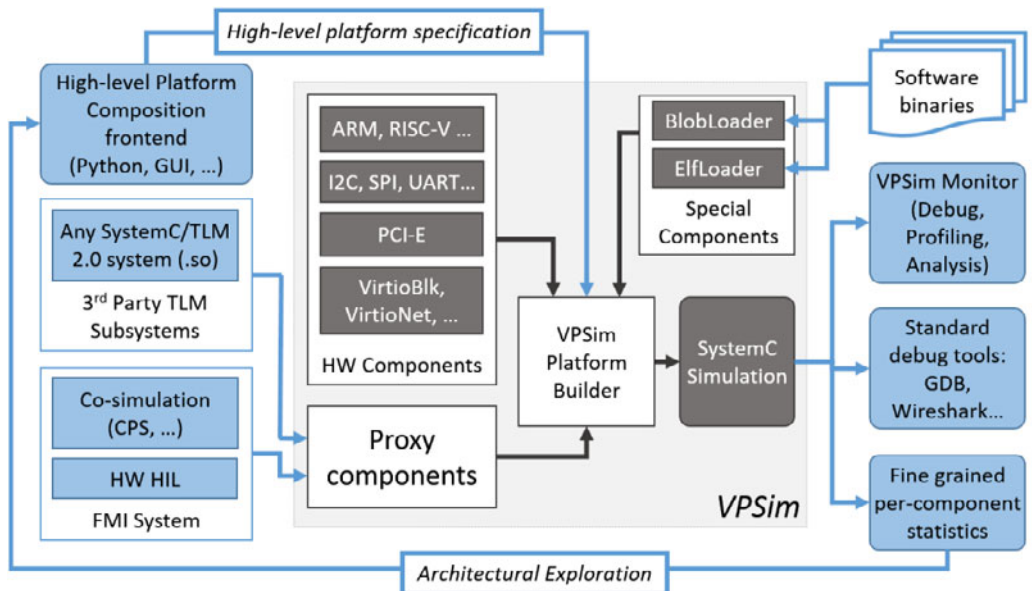 High-level platform specification
High-level Platform
Composition
frontend
(Python, GUI, ...)
Any SystemC/TLM
2.0 system (.so)
3rd Party TLM
Subsystems
Co-simulation
(CPS, ...)
HW HIL
FMI System
ARM, RISC-V ...
I2C, SPI, UART...
PCI-E
VirtioBlk,
VirtioNet, ...
HW Components
Proxy
components
BlobLoader
ElfLoader
Special
Components
VPSim
Platform
Builder
SystemC
Simulation
VPSim
Software
binaries
VPSim Monitor
(Debug,
Profiling,
Analysis)
Standard
debug tools:
GDB,
Wireshark...
Fine grained
per-component
statistics
Architectural Exploration